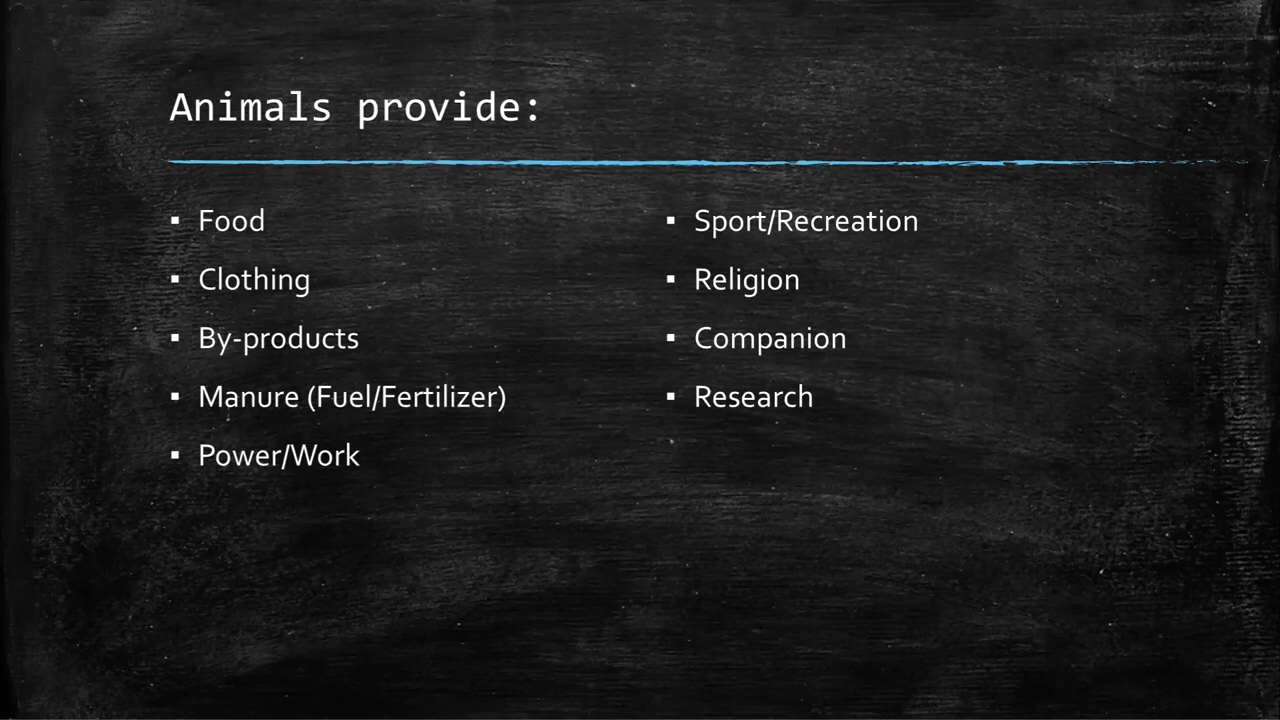 Animals provide:
▪ Food
▪ Clothing
▪ By-products
▪ Manure (Fuel/Fertilizer)
▪ Power/Work
▪ Sport/Recreation
▪ Religion
▪ Companion
▪ Research